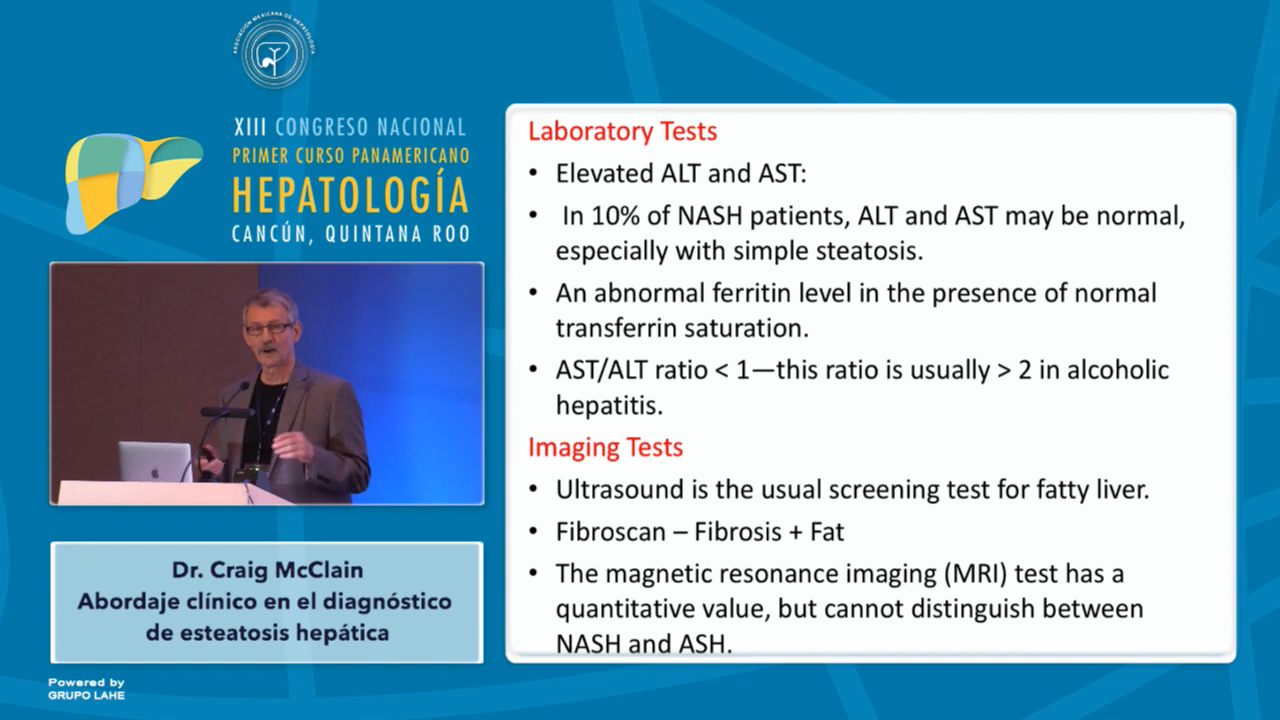 ASOCIACIÓN MEXICANA DE HEPATOLOGÍA
XIII CONGRESO NACIONAL
PRIMER CURSO PANAMERICANO
HEPATOLOGÍA
CANCÚN, QUINTANA ROO
Dr. Craig McClain
Abordaje clínico en el diagnóstico
de esteatosis hepática
Powered by
GRUPO LAHE
Laboratory Tests
• Elevated ALT and AST:
• In 10% of NASH patients, ALT and AST may be normal,
especially with simple steatosis.
• An abnormal ferritin level in the presence of normal
transferrin saturation.
• AST/ALT ratio < 1—this ratio is usually > 2 in alcoholic
hepatitis.
Imaging Tests
• Ultrasound is the usual screening test for fatty liver.
• Fibroscan – Fibrosis + Fat
• The magnetic resonance imaging (MRI) test has a
quantitative value, but cannot distinguish between
NASH and ASH.